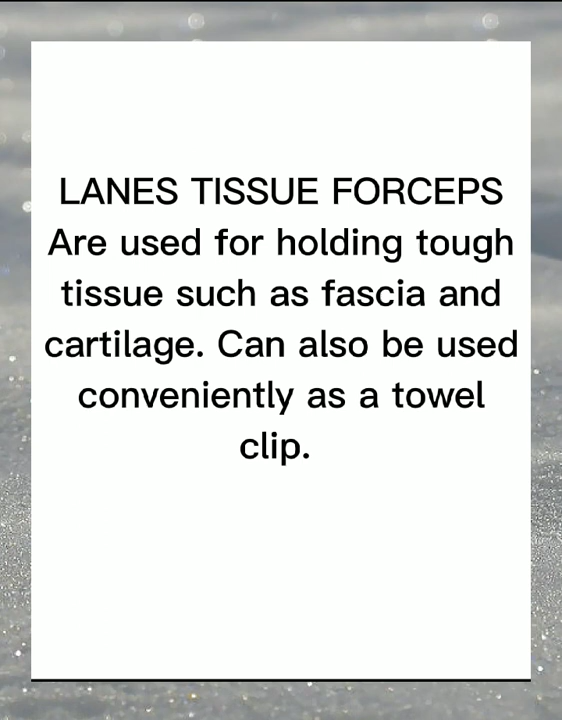 LANES TISSUE FORCEPS
Are used for holding tough
tissue such as fascia and
cartilage. Can also be used
conveniently as a towel
clip.